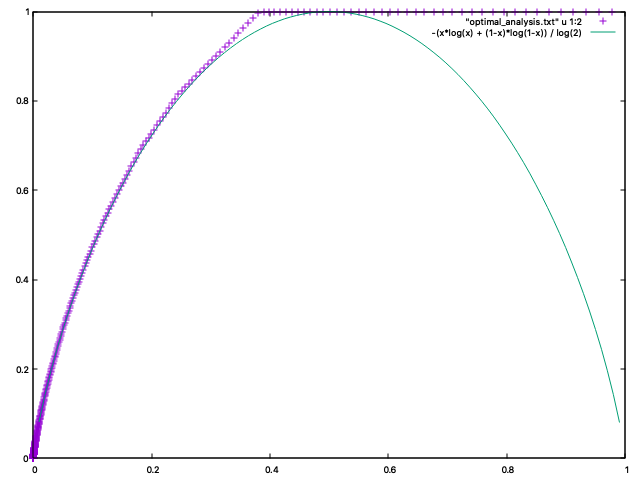 1
"optimal_analysis.txt" u 1:2
-(x*log(x) + (1-x)*log(1-x)) / log(2)
0.8
0.6
0.4
0.2
0
0 0.2 0.4 0.6 0.8 1